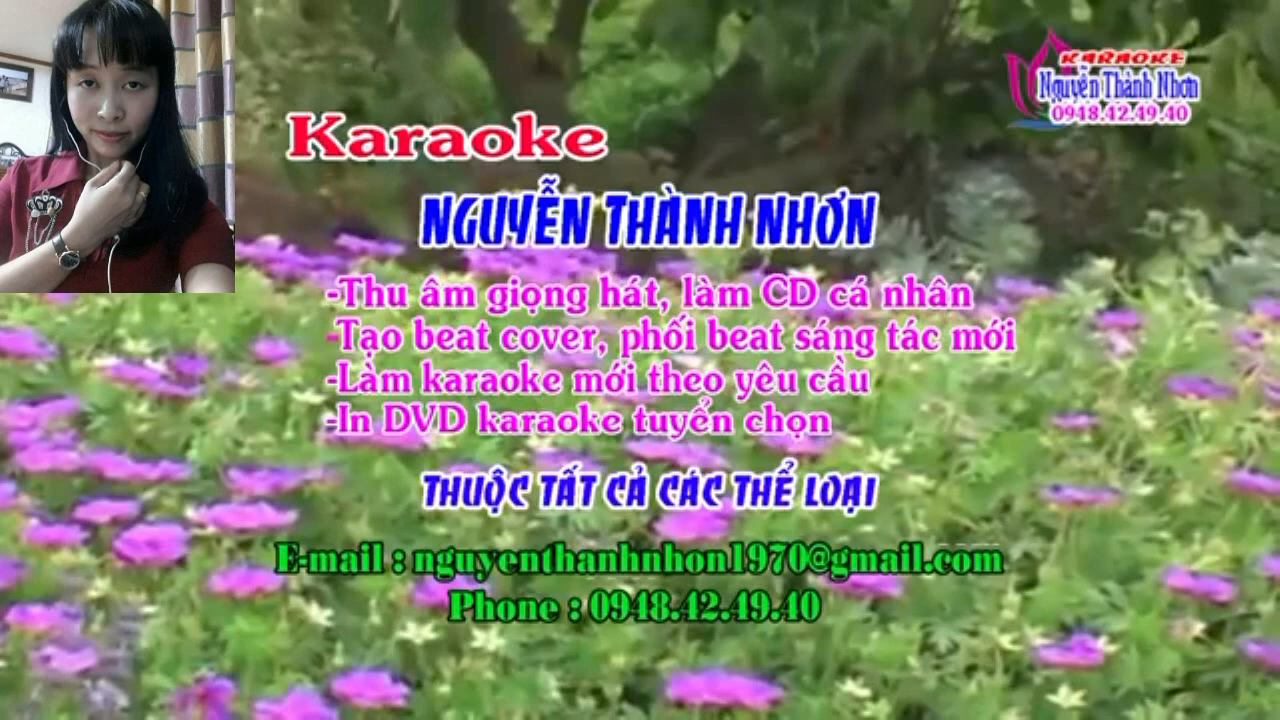 KARAOKE
Nguyễn Thành Nhơn
0948.42.49.40
Karaoke
NGUYỄN THÀNH NHƠN
-Thu âm giọng hát, làm CD cá nhân
-Tạo beat cover, phối beat sáng tác mới
-Làm karaoke mới theo yêu cầu
-In DVD karaoke tuyển chọn
THUỘC TẤT CẢ CÁC THỂ LOẠI
E-mail : nguyenthanhnhon1970@gmail.com
Phone : 0948.42.49.40